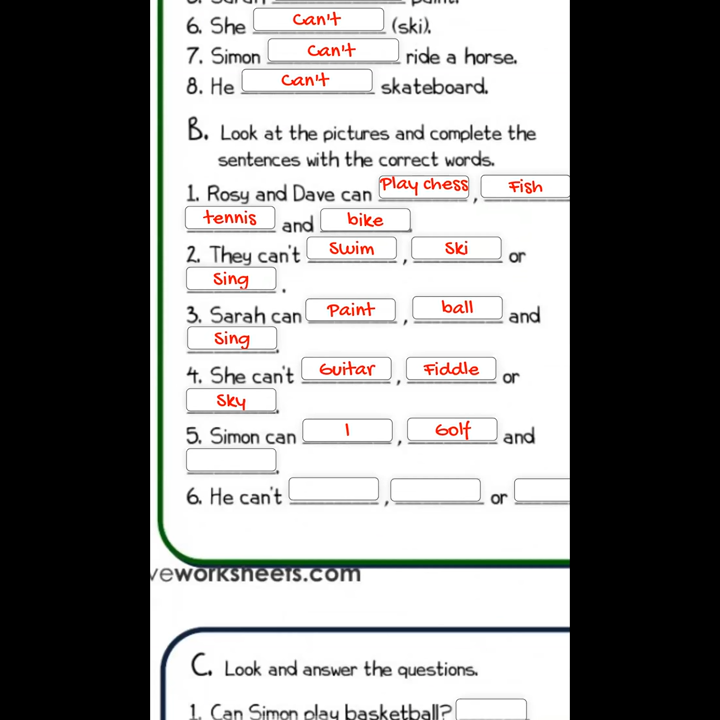 6. She can't (ski).
7. Simon can't ride a horse.
8. He can't skateboard.
B. Look at the pictures and complete the
sentences with the correct words.
1. Rosy and Dave can Play chess, Fish
tennis and bike.
2. They can't Swim, Ski or
Sing.
3. Sarah can Paint, ball and
Sing.
4. She can't Guitar, Fiddle or
Sky.
5. Simon can I, Golf and
.
6. He can't , or
veworksheets.com
C. Look and answer the questions.
1. Can Simon play basketball?